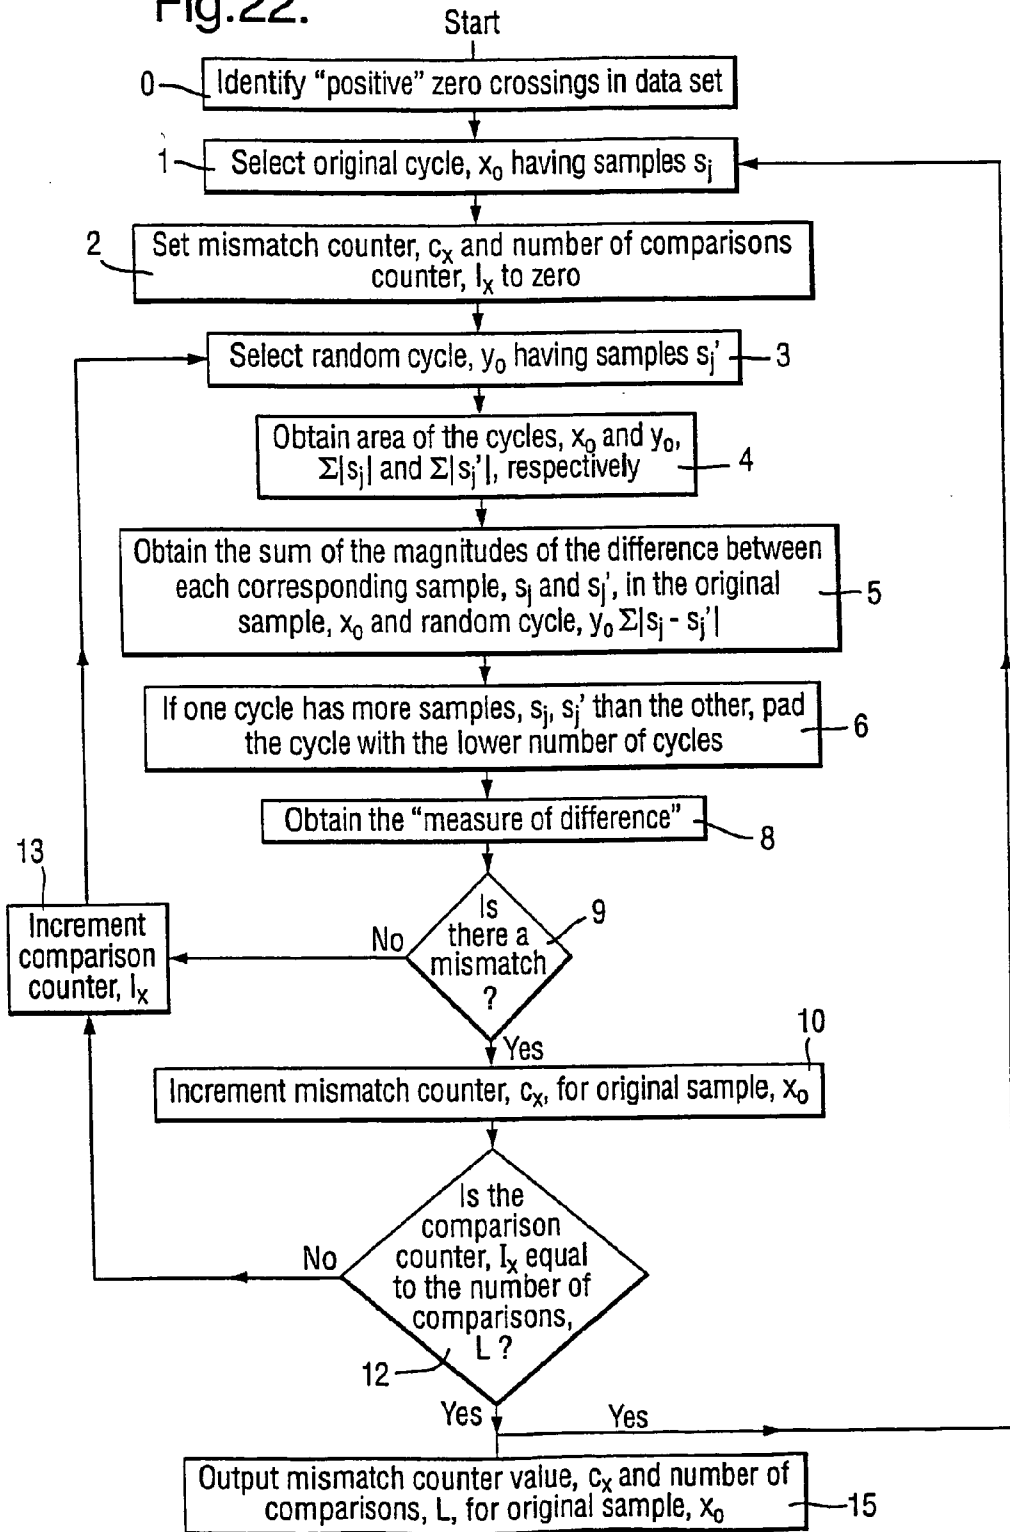 Fig.22.
Start
0
Identify “positive” zero crossings in data set
1
Select original cycle, x₀ having samples sⱼ
2
Set mismatch counter, cₓ and number of comparisons
counter, Iₓ to zero
Select random cycle, y₀ having samples sⱼ'
3
Obtain area of the cycles, x₀ and y₀,
Σ|sⱼ| and Σ|sⱼ'|, respectively
4
Obtain the sum of the magnitudes of the difference between
each corresponding sample, sⱼ and sⱼ', in the original
sample, x₀ and random cycle, y₀ Σ|sⱼ - sⱼ'|
5
If one cycle has more samples, sⱼ, sⱼ' than the other, pad
the cycle with the lower number of cycles
6
Obtain the “measure of difference”
8
13
Increment
comparison
counter, Iₓ
No
Is
there a
mismatch
?
9
Yes
10
Increment mismatch counter, cₓ, for original sample, x₀
No
Is the
comparison
counter, Iₓ equal
to the number of
comparisons,
L ?
12
Yes
Yes
Output mismatch counter value, cₓ and number of
comparisons, L, for original sample, x₀
15